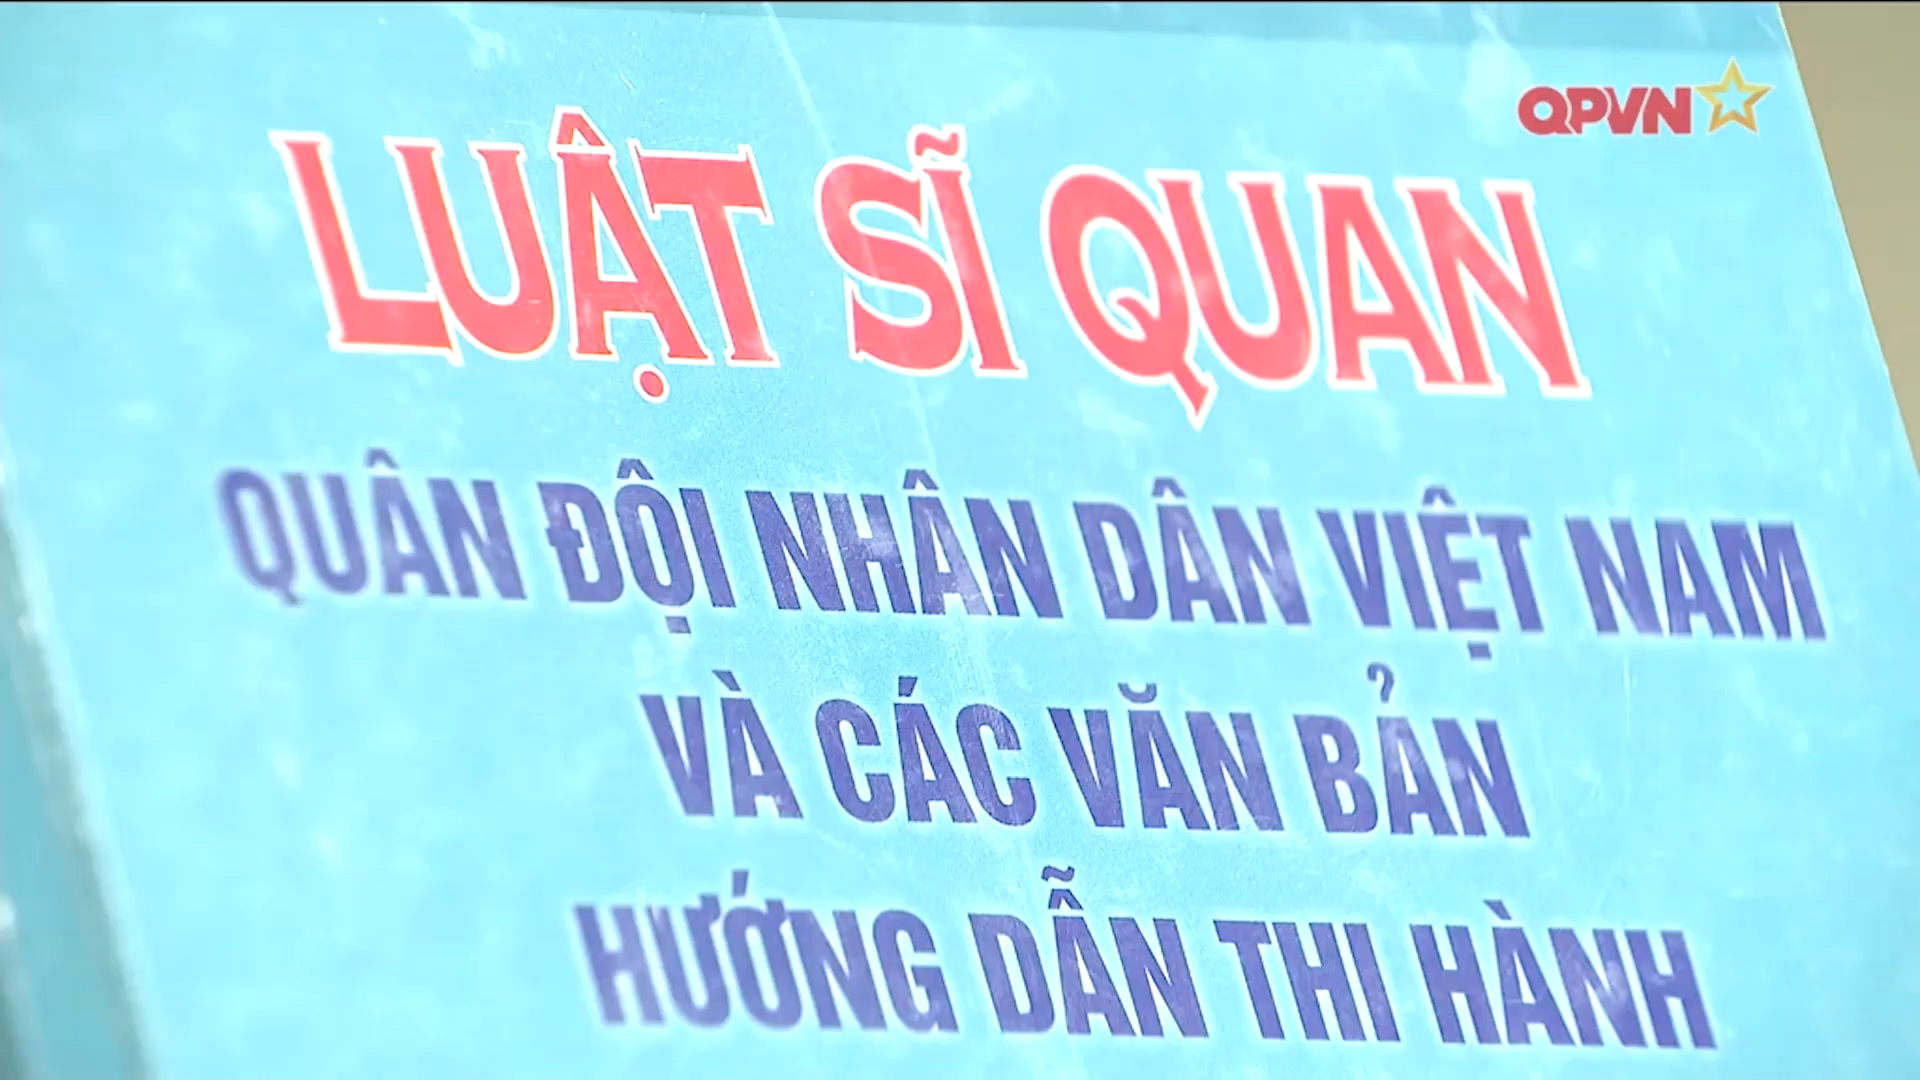 QPVN
LUẬT SĨ QUAN
QUÂN ĐỘI NHÂN DÂN VIỆT NAM
VÀ CÁC VĂN BẢN
HƯỚNG DẪN THI HÀNH